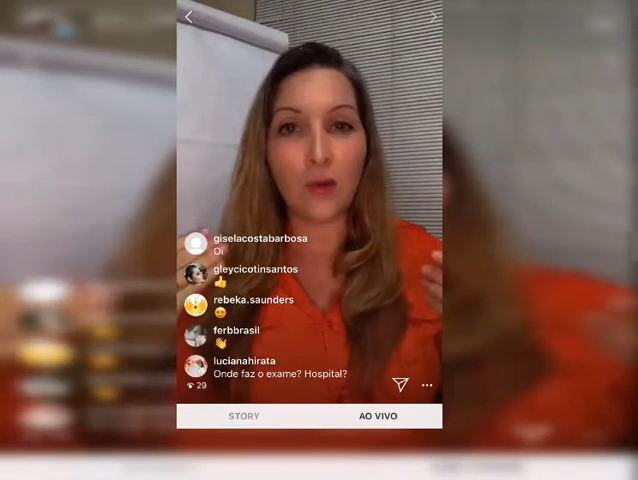 giselacostabarbosa
Oi
gleycicotinsantos
rebeka.saunders
ferbbrasil
lucianahirata
Onde faz o exame? Hospital?
29
STORY
AO VIVO